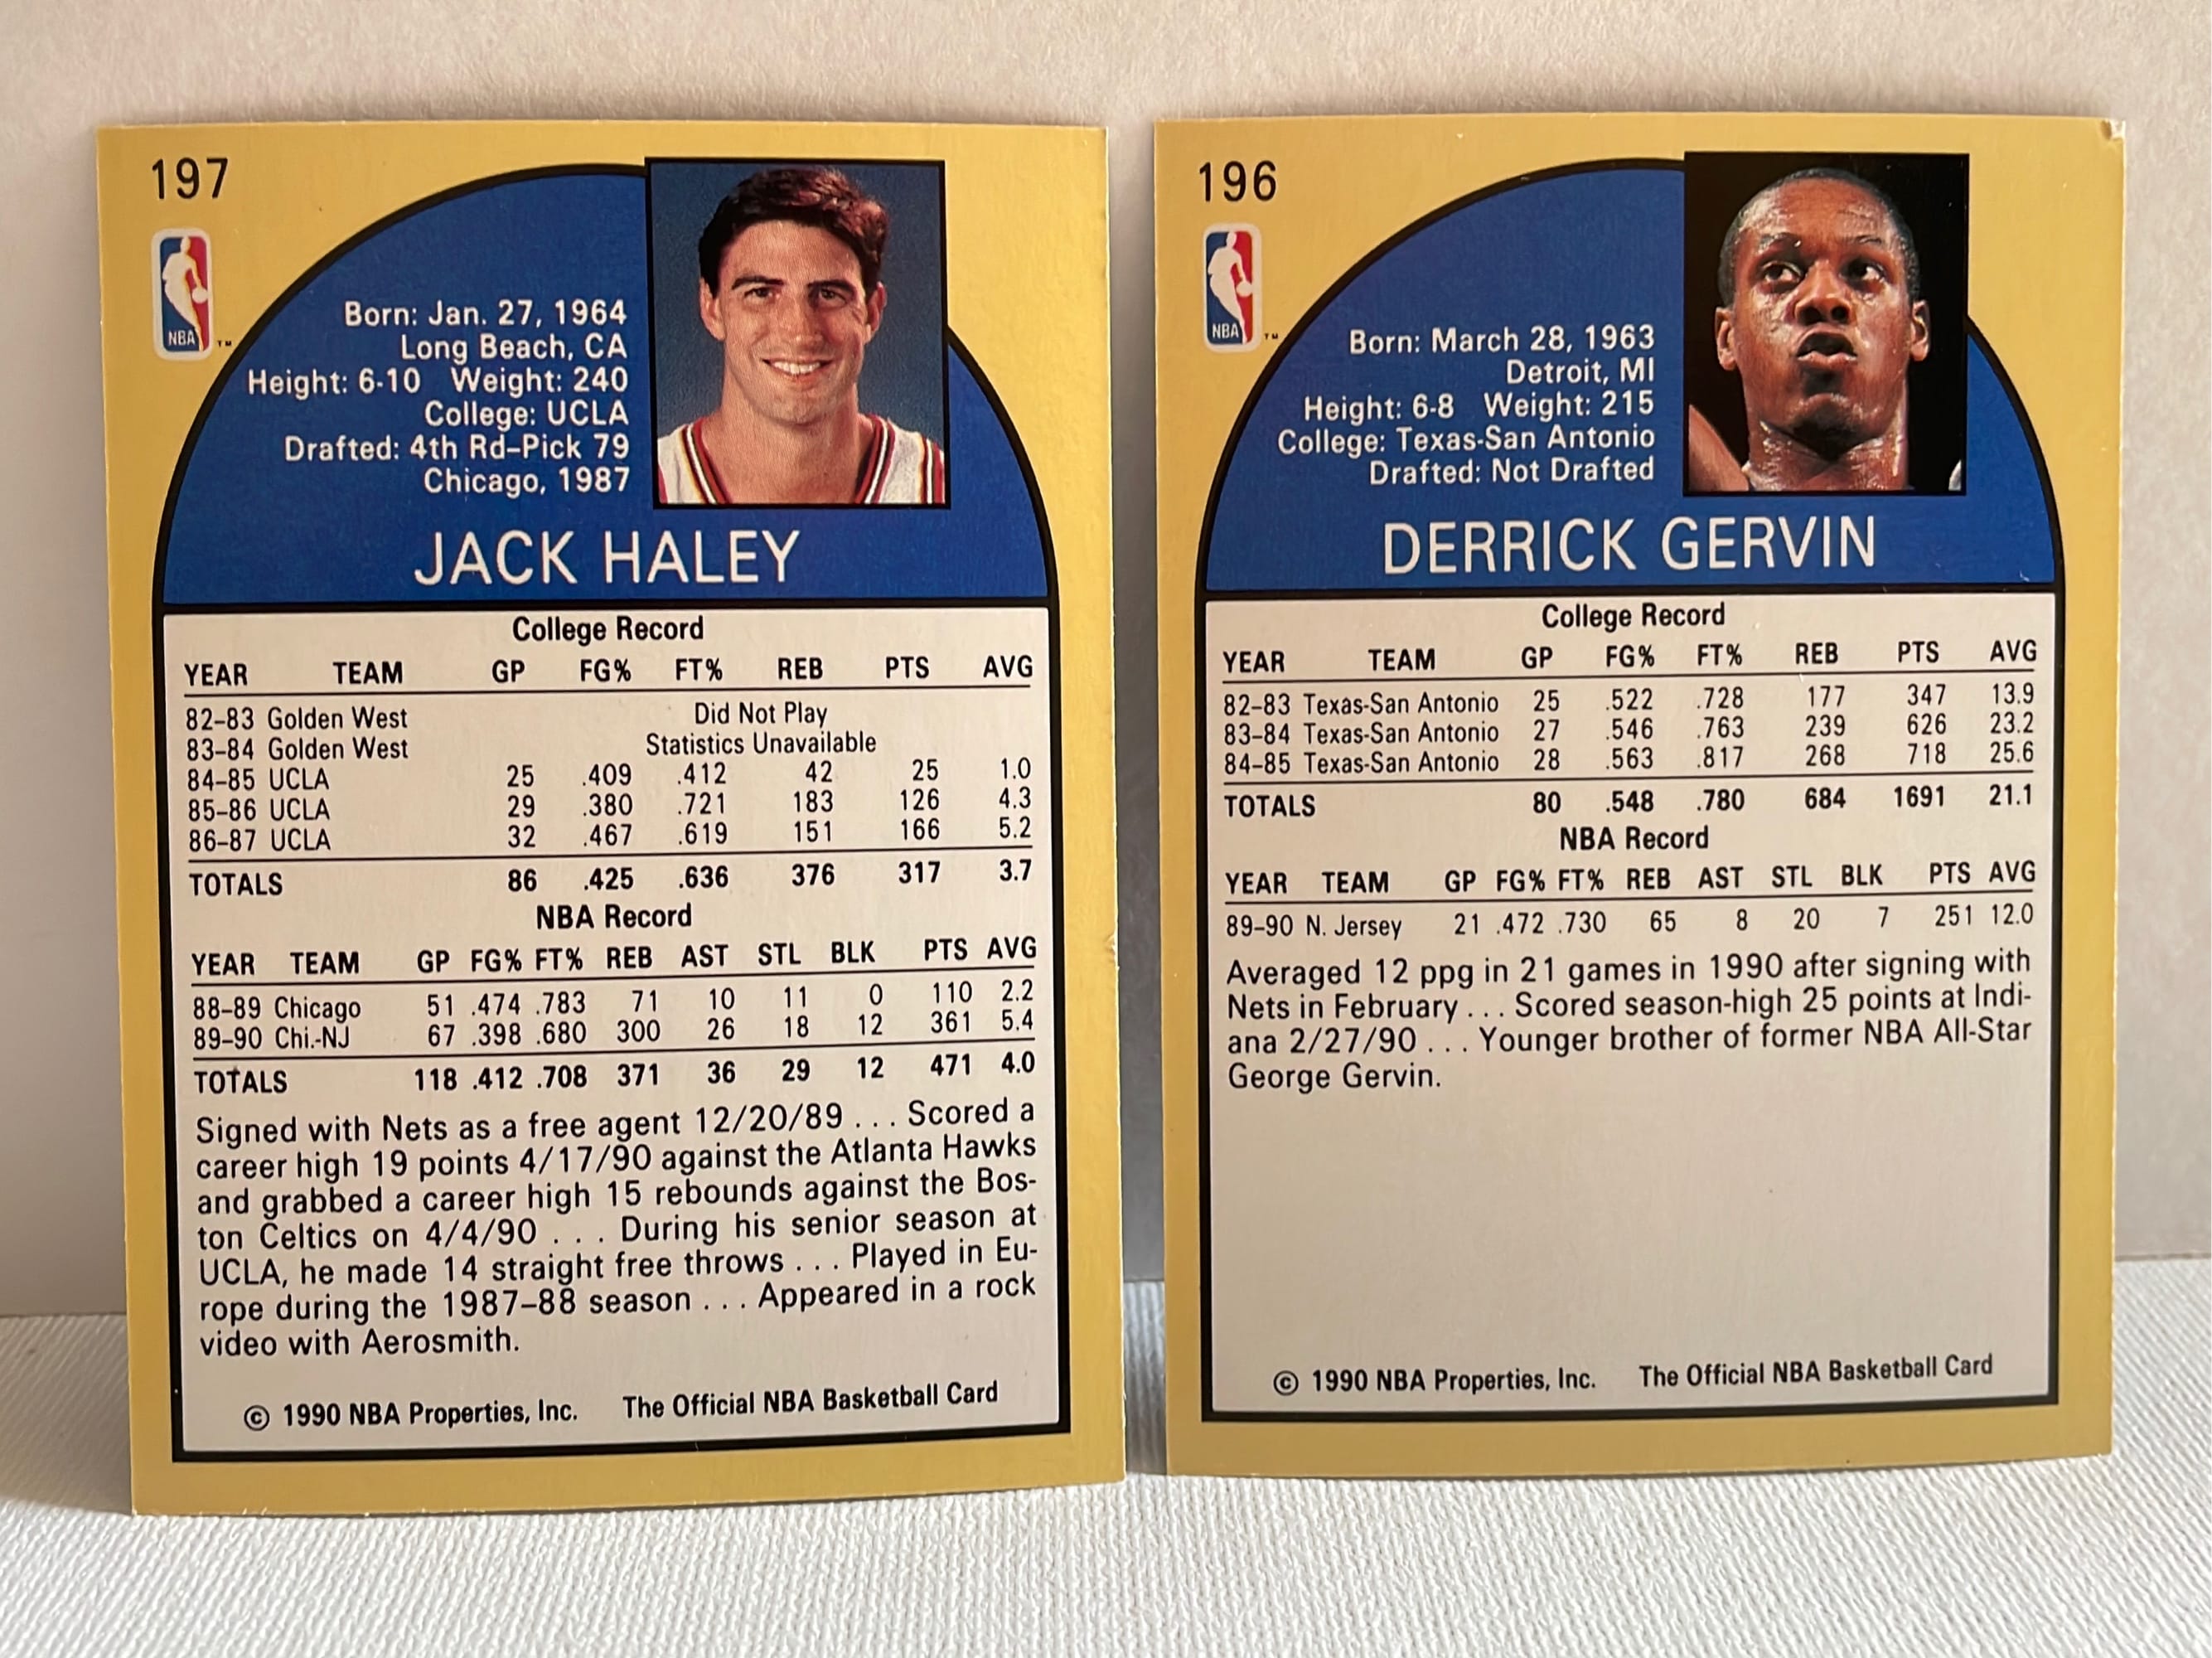 197
NBA
™
Born: Jan. 27, 1964
Long Beach, CA
Height: 6-10 Weight: 240
College: UCLA
Drafted: 4th Rd–Pick 79
Chicago, 1987
JACK HALEY
College Record
YEAR TEAM GP FG% FT% REB PTS AVG
82–83 Golden West Did Not Play
83–84 Golden West Statistics Unavailable
84–85 UCLA 25 .409 .412 42 25 1.0
85–86 UCLA 29 .380 .721 183 126 4.3
86–87 UCLA 32 .467 .619 151 166 5.2
TOTALS 86 .425 .636 376 317 3.7
NBA Record
YEAR TEAM GP FG% FT% REB AST STL BLK PTS AVG
88–89 Chicago 51 .474 .783 71 10 11 0 110 2.2
89–90 Chi.-NJ 67 .398 .680 300 26 18 12 361 5.4
TOTALS 118 .412 .708 371 36 29 12 471 4.0
Signed with Nets as a free agent 12/20/89 . . . Scored a
career high 19 points 4/17/90 against the Atlanta Hawks
and grabbed a career high 15 rebounds against the Bos-
ton Celtics on 4/4/90 . . . During his senior season at
UCLA, he made 14 straight free throws . . . Played in Eu-
rope during the 1987–88 season . . . Appeared in a rock
video with Aerosmith.
© 1990 NBA Properties, Inc. The Official NBA Basketball Card
196
NBA
™
Born: March 28, 1963
Detroit, MI
Height: 6-8 Weight: 215
College: Texas-San Antonio
Drafted: Not Drafted
DERRICK GERVIN
College Record
YEAR TEAM GP FG% FT% REB PTS AVG
82–83 Texas-San Antonio 25 .522 .728 177 347 13.9
83–84 Texas-San Antonio 27 .546 .763 239 626 23.2
84–85 Texas-San Antonio 28 .563 .817 268 718 25.6
TOTALS 80 .548 .780 684 1691 21.1
NBA Record
YEAR TEAM GP FG% FT% REB AST STL BLK PTS AVG
89–90 N. Jersey 21 .472 .730 65 8 20 7 251 12.0
Averaged 12 ppg in 21 games in 1990 after signing with
Nets in February . . . Scored season-high 25 points at Indi-
ana 2/27/90 . . . Younger brother of former NBA All-Star
George Gervin.
© 1990 NBA Properties, Inc. The Official NBA Basketball Card